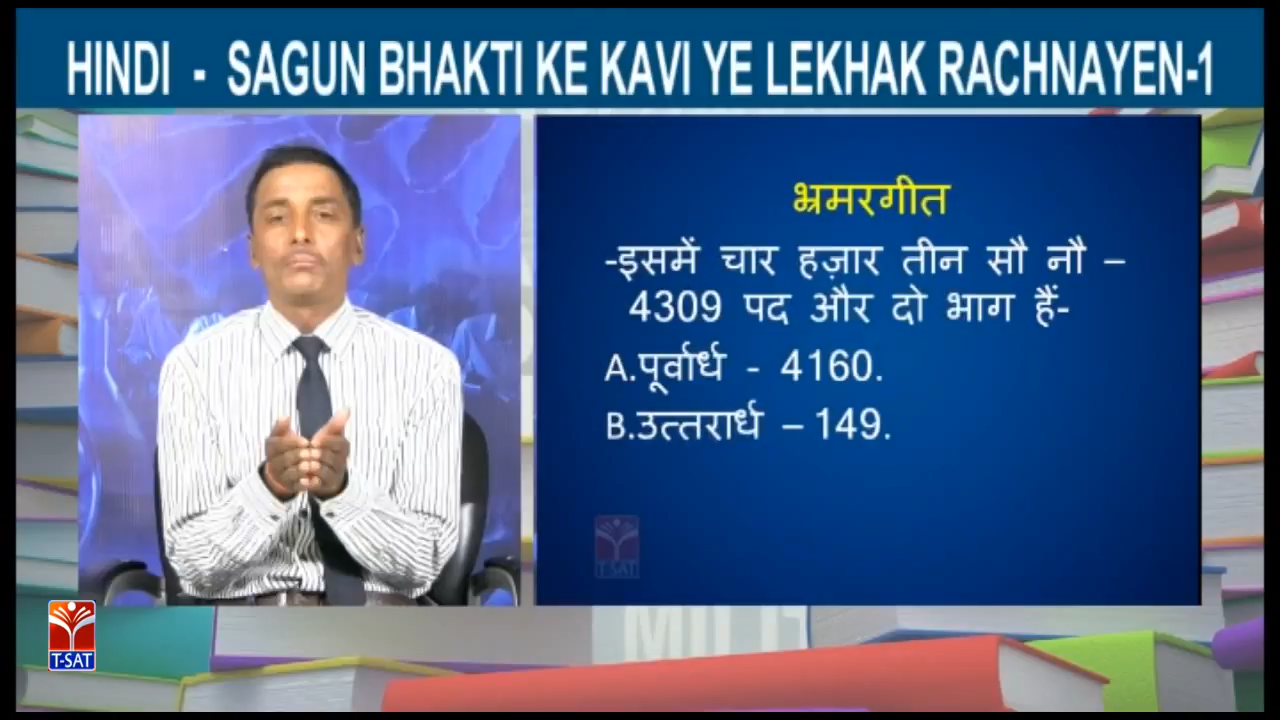 HINDI - SAGUN BHAKTI KE KAVI YE LEKHAK RACHNAYEN-1
भ्रमरगीत
-इसमें चार हज़ार तीन सौ नौ –
4309 पद और दो भाग हैं-
A.पूर्वार्ध - 4160.
B.उत्तरार्ध – 149.
T-SAT
T-SAT